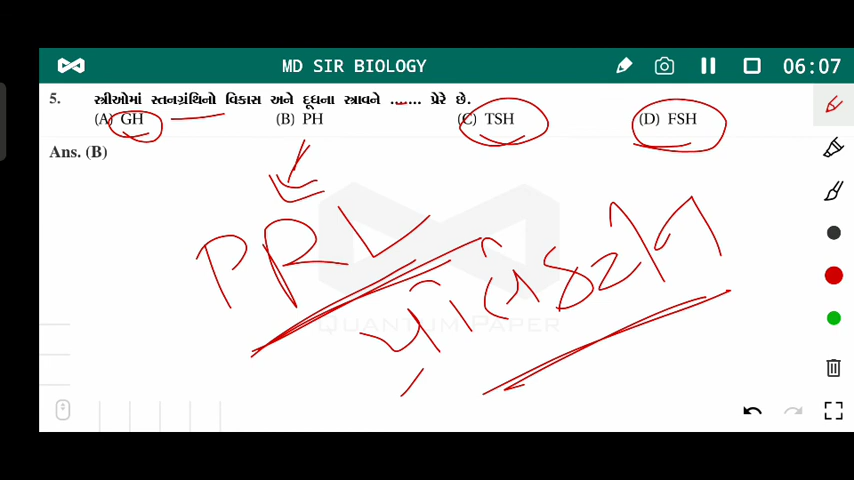 MD SIR BIOLOGY
06:07
5. સ્ત્રીઓમાં સ્તનગ્રંથિનો વિકાસ અને દૂધના સ્ત્રાવને ....... પ્રેરે છે.
(A) GH (B) PH (C) TSH (D) FSH
Ans. (B)
PRL
QUANTUM PAPER